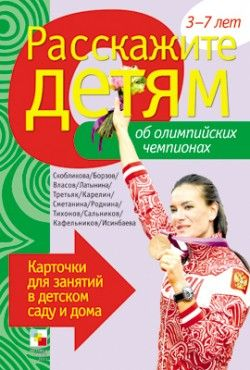 3–7 лет
Расскажите
детям
об олимпийских
чемпионах
Скобликова/Борзов/
Власов/Латынина/
Третьяк/Карелин/
Сметанина/Роднина/
Тихонов/Сальников/
Кафельников/Исинбаева
Карточки
для занятий
в детском
саду и дома